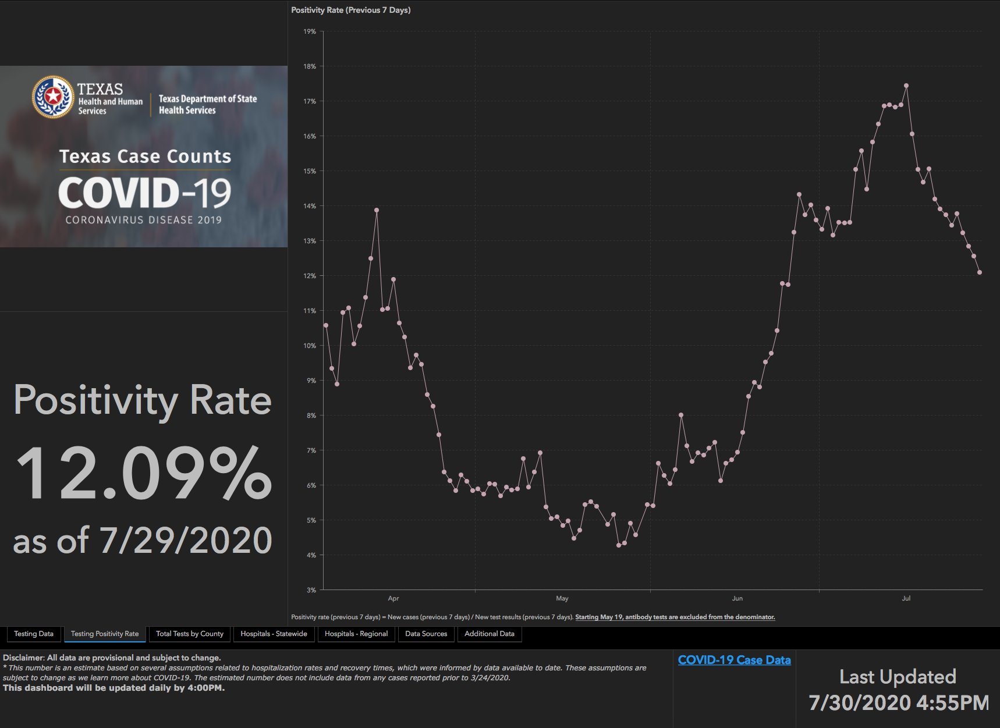 TEXAS
Health and Human
Services
Texas Department of State
Health Services
Texas Case Counts
COVID-19
CORONAVIRUS DISEASE 2019
Positivity Rate
12.09%
as of 7/29/2020
Positivity Rate (Previous 7 Days)
19%
18%
17%
16%
15%
14%
13%
12%
11%
10%
9%
8%
7%
6%
5%
4%
3%
Apr May Jun Jul
Positivity rate (previous 7 days) = New cases (previous 7 days) / New test results (previous 7 days). Starting May 19, antibody tests are excluded from the denominator.
Testing Data Testing Positivity Rate Total Tests by County Hospitals - Statewide Hospitals - Regional Data Sources Additional Data
Disclaimer: All data are provisional and subject to change.
* This number is an estimate based on several assumptions related to hospitalization rates and recovery times, which were informed by data available to date. These assumptions are
subject to change as we learn more about COVID-19. The estimated number does not include data from any cases reported prior to 3/24/2020.
This dashboard will be updated daily by 4:00PM.
COVID-19 Case Data
Last Updated
7/30/2020 4:55PM